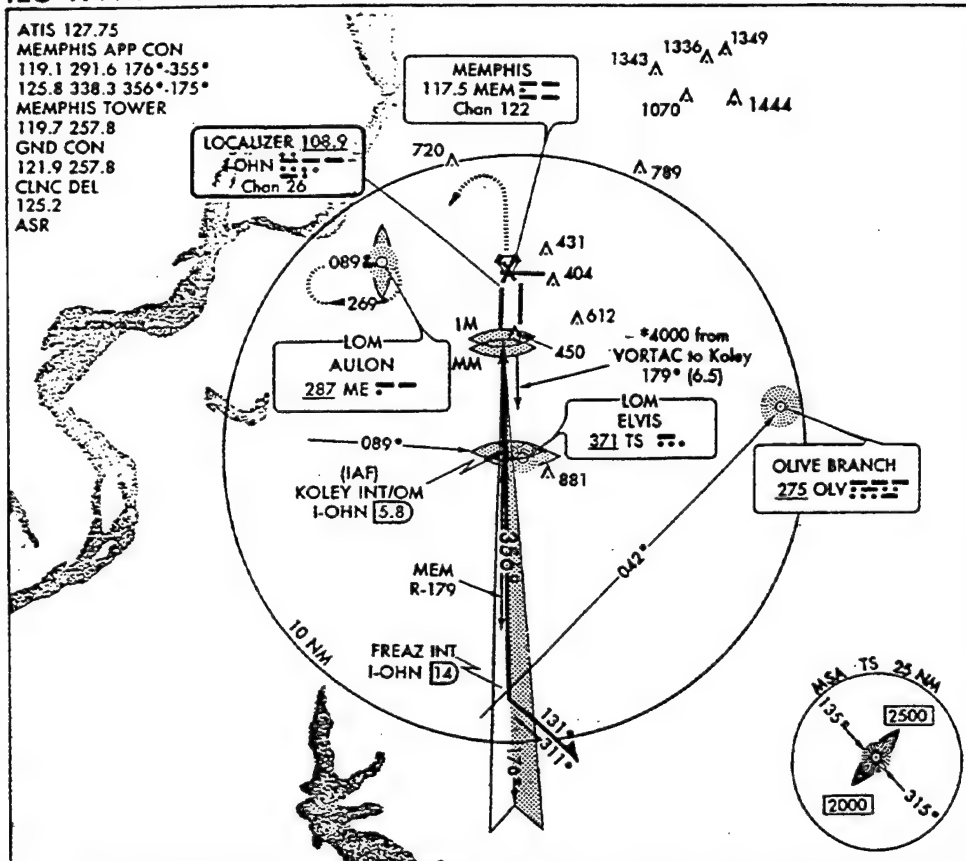 ATIS 127.75
MEMPHIS APP CON
119.1 291.6 176°-355°
125.8 338.3 356°-175°
MEMPHIS TOWER
119.7 257.8
GND CON
121.9 257.8
CLNC DEL
125.2
ASR
MEMPHIS
117.5 MEM
Chan 122
1343
1336
1349
1070
1444
LOCALIZER 108.9
I-OHN
Chan 26
720
789
431
404
612
450
089°
269
IM
MM
LOM
AULON
287 ME
*4000 from
VORTAC to Koley
179° (6.5)
LOM
ELVIS
371 TS
089°
(IAF)
KOLEY INT/OM
I-OHN 5.8
881
OLIVE BRANCH
275 OLV
356°
042°
MEM
R-179
10 NM
FREAZ INT
I-OHN 14
131°
311°
176°
MSA TS 25 NM
135°
2500
2000
315°